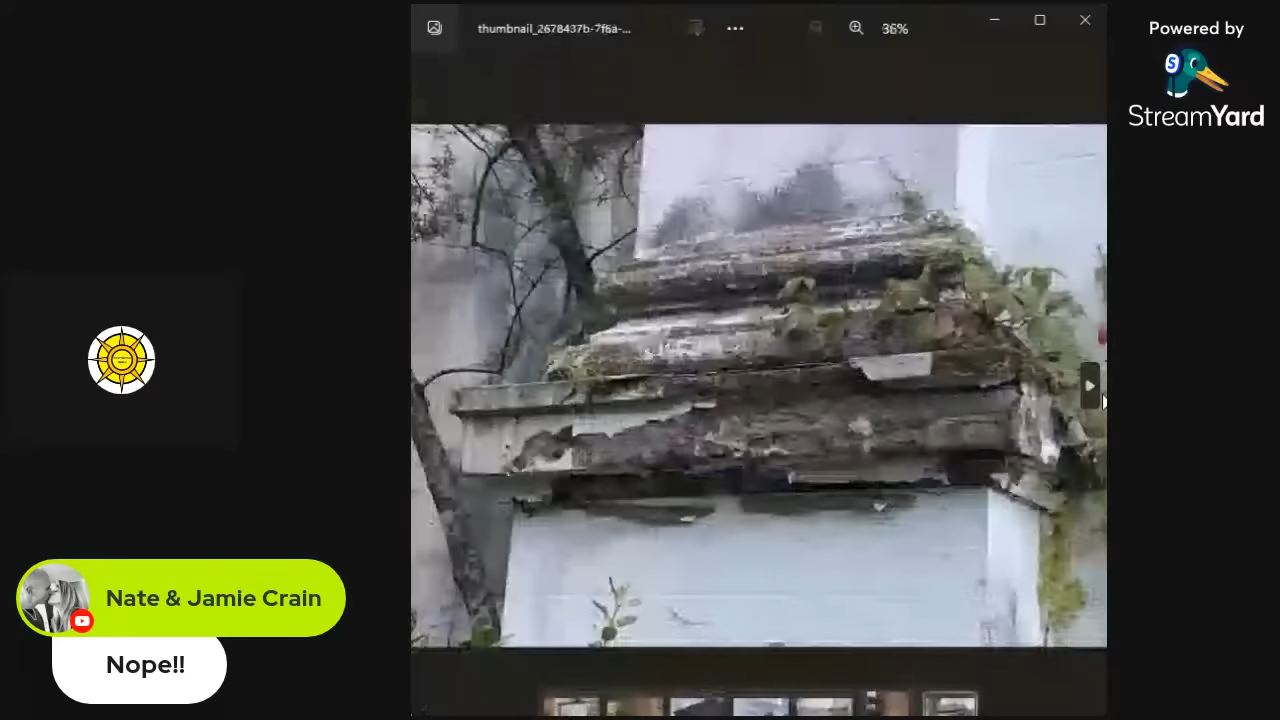 thumbnail_2678437b-7f6a-...
36%
Powered by
StreamYard
Nate & Jamie Crain
Nope!!